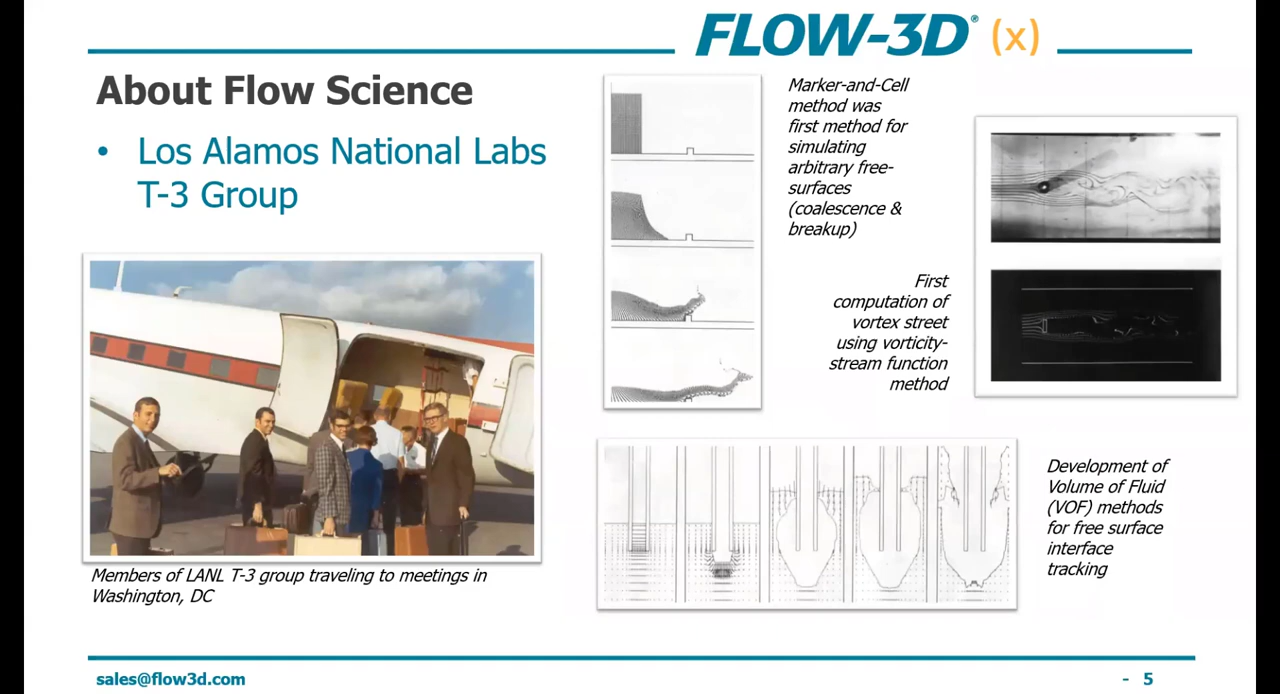 FLOW-3D® (x)
About Flow Science
• Los Alamos National Labs
T-3 Group
Members of LANL T-3 group traveling to meetings in
Washington, DC
Marker-and-Cell
method was
first method for
simulating
arbitrary free-
surfaces
(coalescence &
breakup)
First
computation of
vortex street
using vorticity-
stream function
method
Development of
Volume of Fluid
(VOF) methods
for free surface
interface
tracking
sales@flow3d.com
- 5